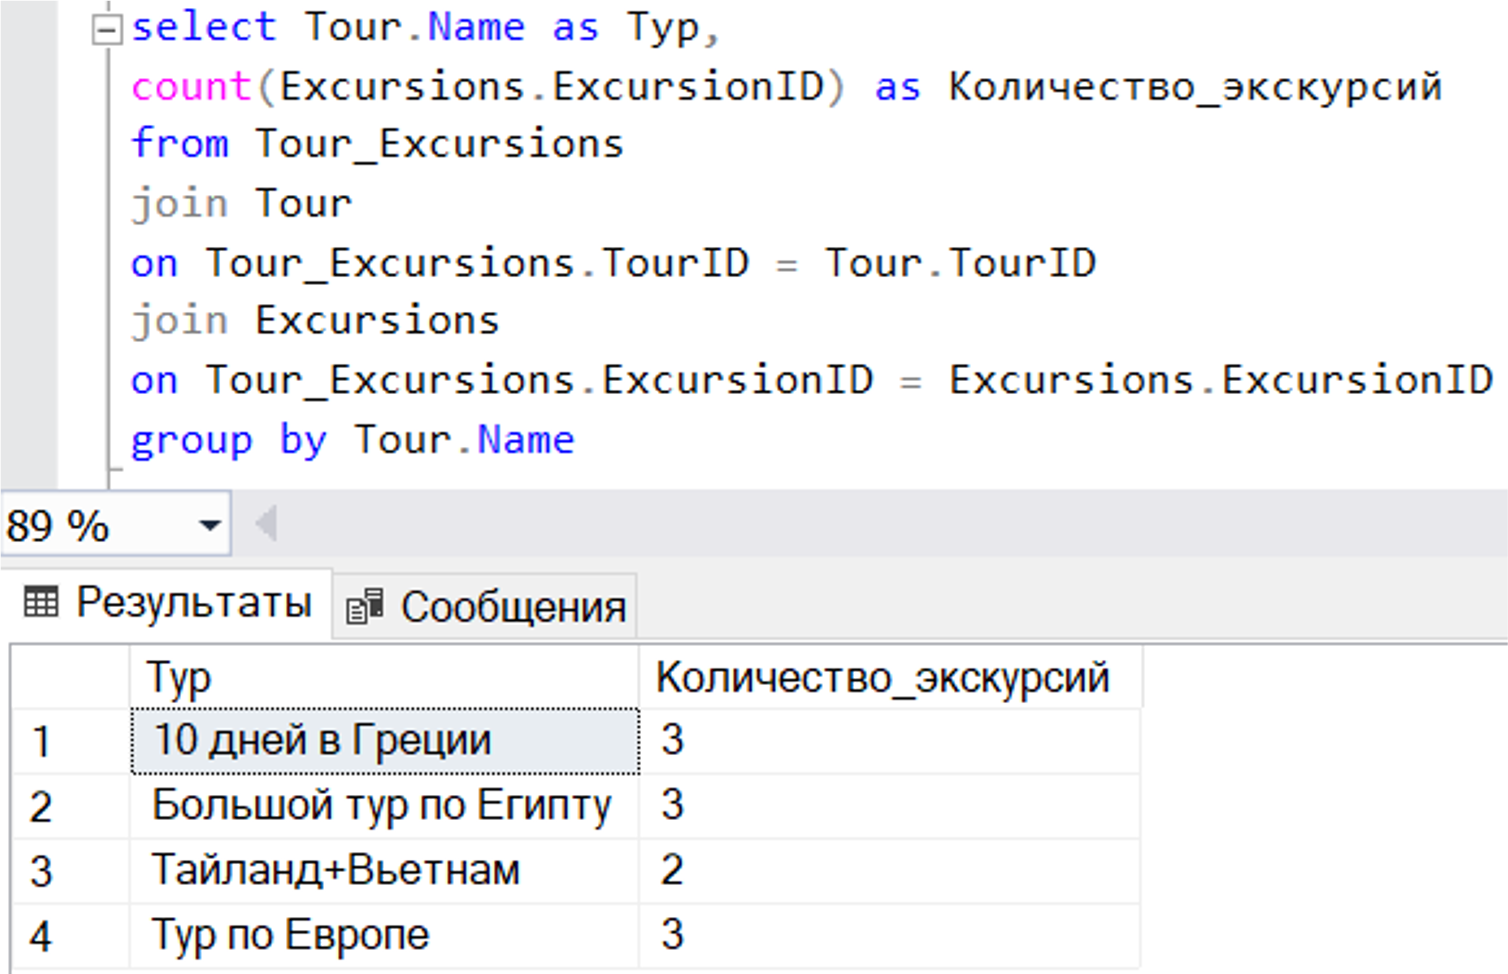 select Tour.Name as Тур,
count(Excursions.ExcursionID) as Количество_экскурсий
from Tour_Excursions
join Tour
on Tour_Excursions.TourID = Tour.TourID
join Excursions
on Tour_Excursions.ExcursionID = Excursions.ExcursionID
group by Tour.Name
89 %
Результаты Сообщения
Тур Количество_экскурсий
1 10 дней в Греции 3
2 Большой тур по Египту 3
3 Тайланд+Вьетнам 2
4 Тур по Европе 3